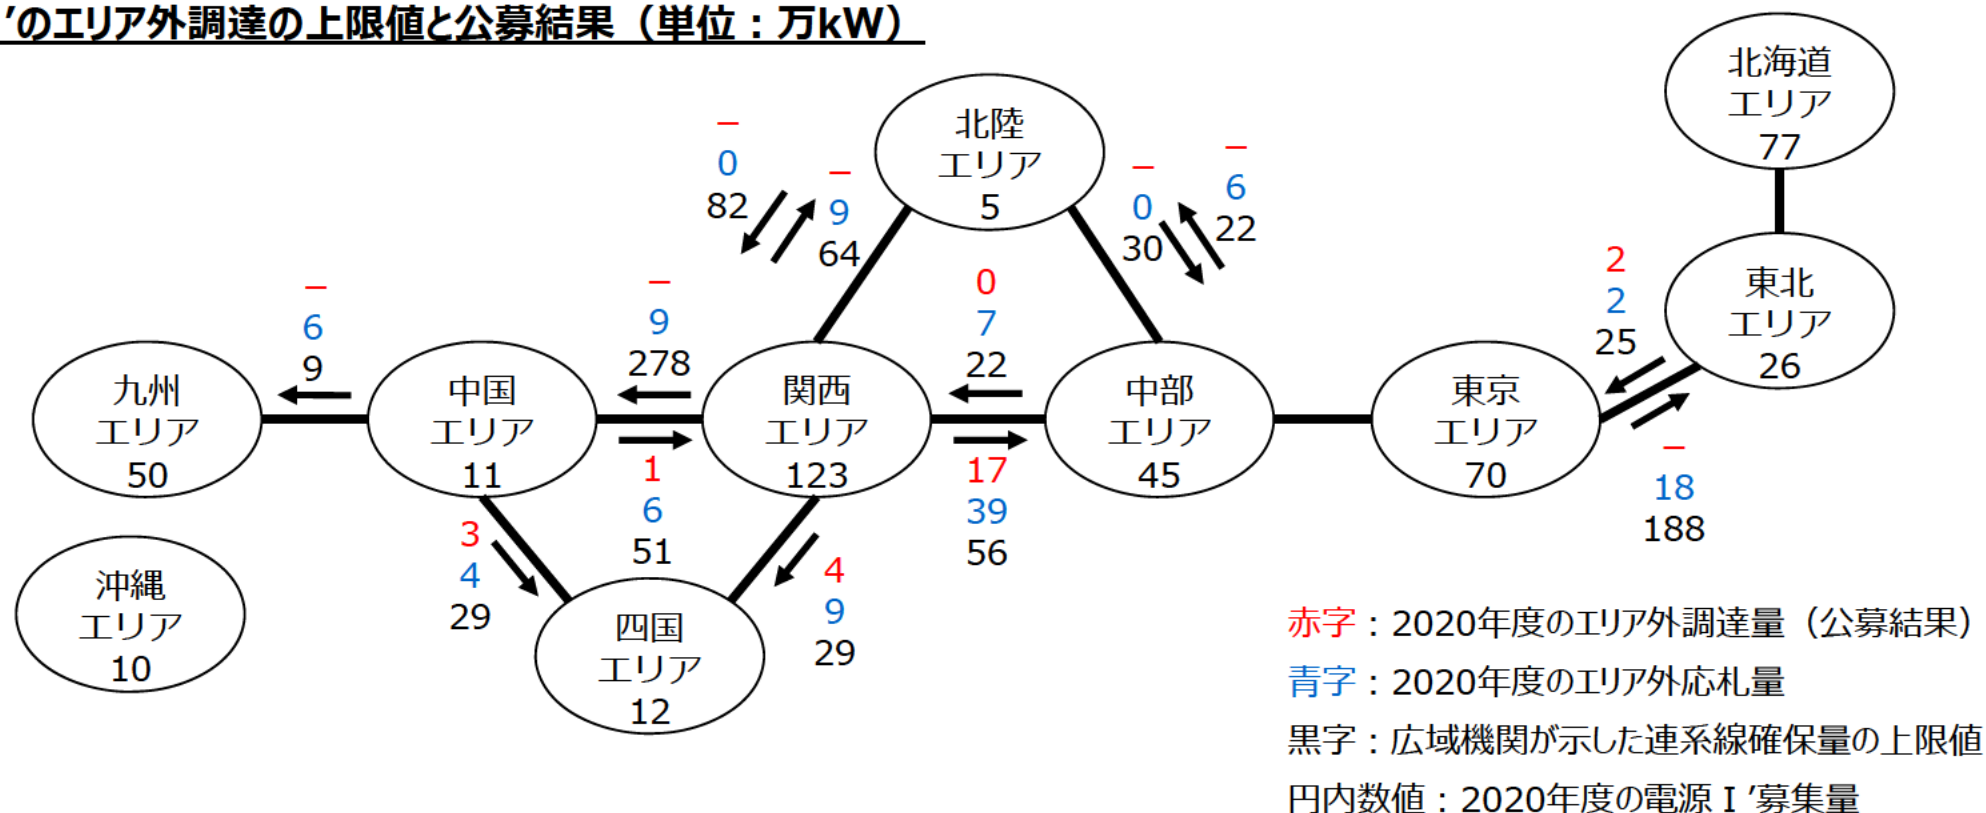 ’のエリア外調達の上限値と公募結果（単位：万kW）
北海道
エリア
77
北陸
エリア
5
－
0
82
－
9
64
－
0
30
－
6
22
東北
エリア
26
2
2
25
－
18
188
九州
エリア
50
－
6
9
中国
エリア
11
－
9
278
1
6
51
関西
エリア
123
0
7
22
17
39
56
中部
エリア
45
東京
エリア
70
沖縄
エリア
10
3
4
29
四国
エリア
12
4
9
29
赤字：2020年度のエリア外調達量（公募結果）
青字：2020年度のエリア外応札量
黒字：広域機関が示した連系線確保量の上限値
円内数値：2020年度の電源Ⅰ’募集量